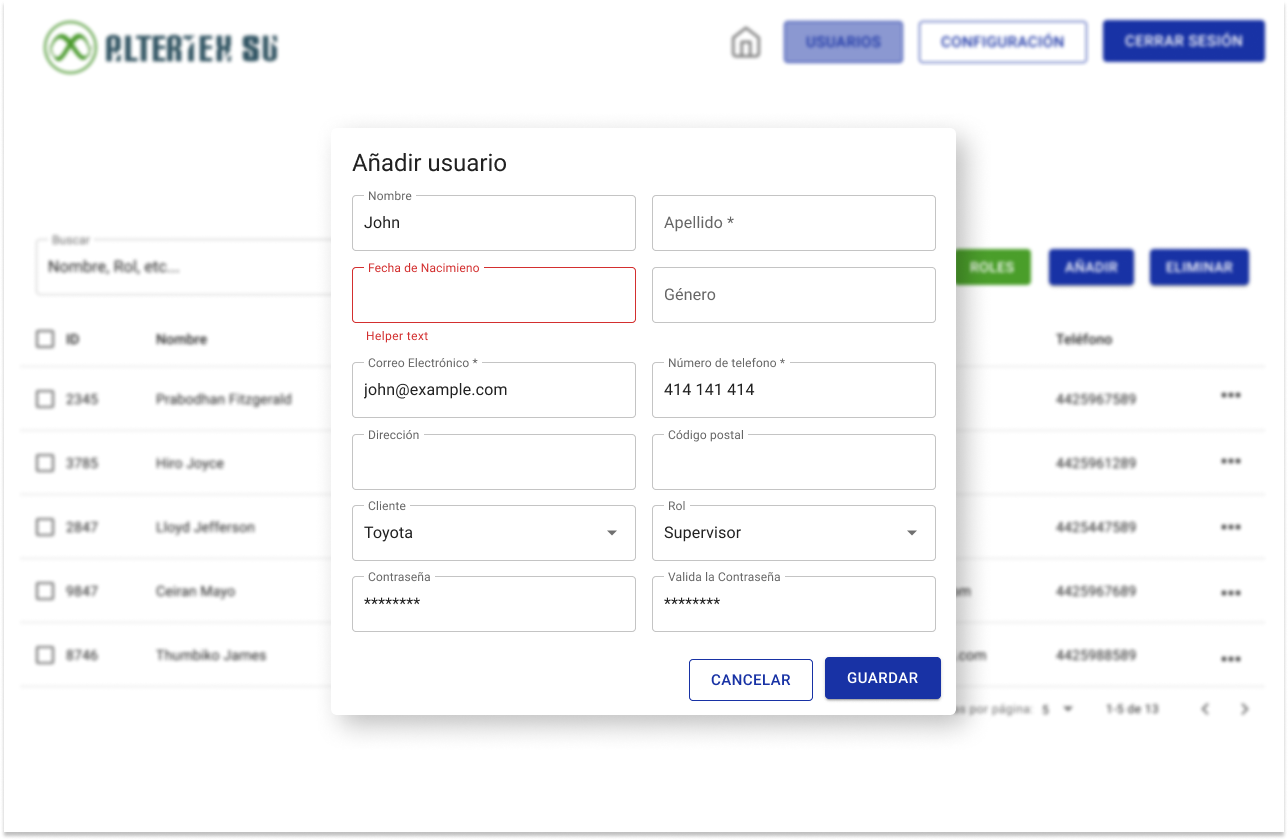 ALTERTEK SU
USUARIOS
CONFIGURACIÓN
CERRAR SESIÓN
Añadir usuario
Nombre
John
Apellido *
Buscar
Nombre, Rol, etc...
Fecha de Nacimieno
Helper text
Género
ROLES
AÑADIR
ELIMINAR
ID
Nombre
Teléfono
Correo Electrónico *
john@example.com
Número de telefono *
414 141 414
2345
Prabodhan Fitzgerald
4425967589
•••
Dirección
Código postal
3785
Hiro Joyce
4425961289
•••
Cliente
Toyota
Rol
Supervisor
2847
Lloyd Jefferson
4425447589
•••
Contraseña
********
Valida la Contraseña
********
9847
Ceiran Mayo
om
4425967689
•••
8746
Thumbiko James
.com
4425988589
•••
CANCELAR
GUARDAR
s por página:
5
1-5 de 13